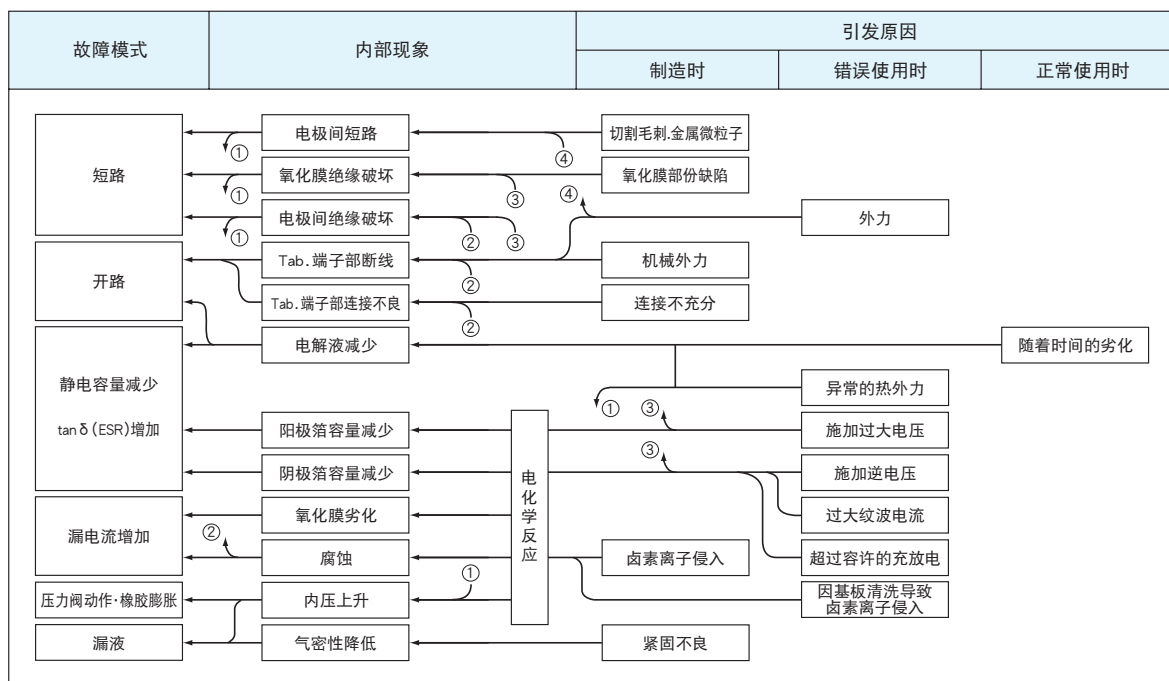 故障模式
内部现象
引发原因
制造时
错误使用时
正常使用时
短路
电极间短路
切割毛刺.金属微粒子
①
④
氧化膜绝缘破坏
氧化膜部份缺陷
①
③
④
电极间绝缘破坏
外力
①
②
③
开路
Tab.端子部断线
机械外力
②
Tab.端子部连接不良
连接不充分
②
静电容量减少
tanδ(ESR)增加
电解液减少
随着时间的劣化
异常的热外力
①
③
阳极箔容量减少
施加过大电压
③
阴极箔容量减少
施加逆电压
电化学反应
漏电流增加
氧化膜劣化
过大纹波电流
②
腐蚀
卤素离子侵入
超过容许的充放电
①
压力阀动作·橡胶膨胀
内压上升
因基板清洗导致
卤素离子侵入
漏液
气密性降低
紧固不良